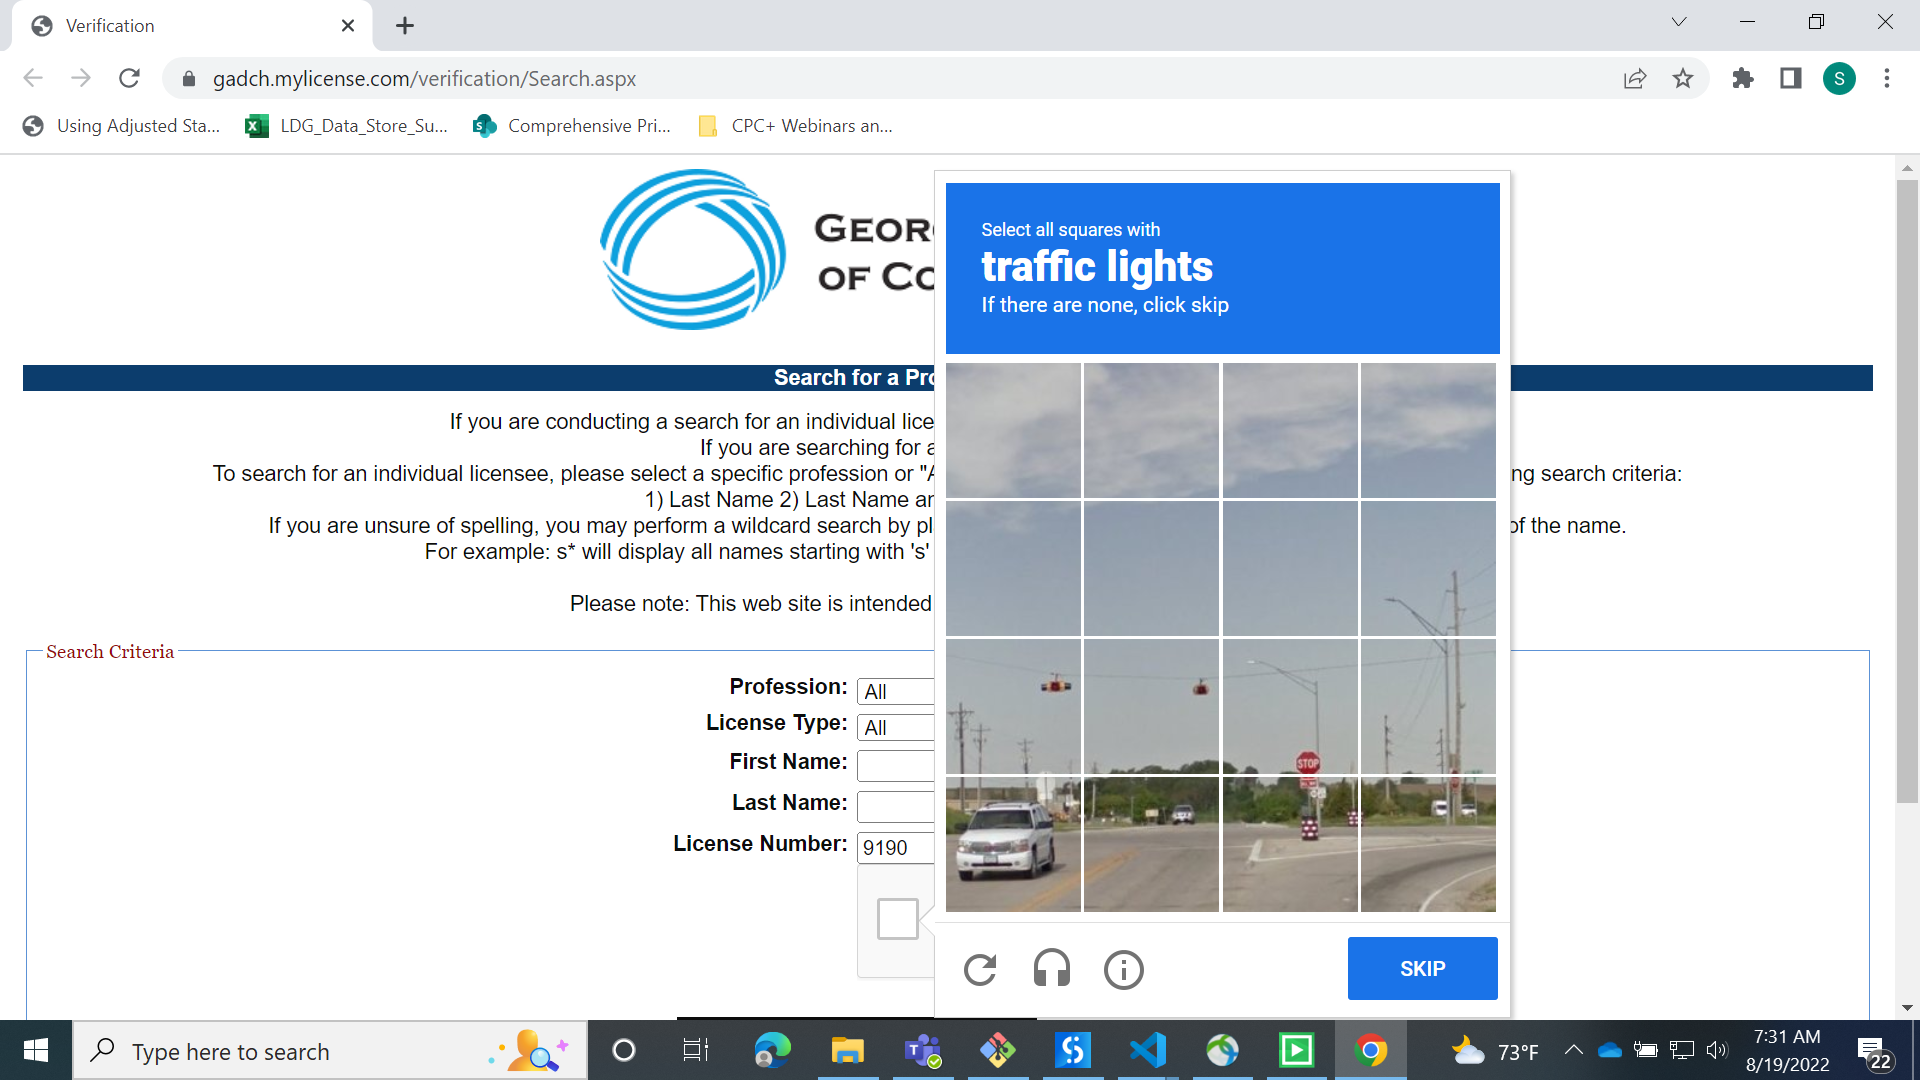 Verification
gadch.mylicense.com/verification/Search.aspx
S
Using Adjusted Sta...
LDG_Data_Store_Su...
Comprehensive Pri...
CPC+ Webinars an...
GEOR
OF CO
Select all squares with
traffic lights
If there are none, click skip
Search for a Pro
If you are conducting a search for an individual lice
If you are searching for a
To search for an individual licensee, please select a specific profession or "A
ng search criteria:
1) Last Name 2) Last Name an
If you are unsure of spelling, you may perform a wildcard search by pl
of the name.
For example: s* will display all names starting with 's'
Please note: This web site is intended
Search Criteria
Profession: All
License Type: All
First Name:
Last Name:
License Number: 9190
STOP
SKIP
Type here to search
73°F
7:31 AM
8/19/2022
22